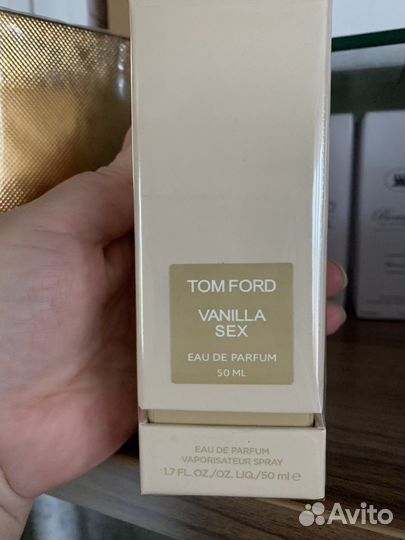 TOM FORD
VANILLA
SEX
EAU DE PARFUM
50 ML
EAU DE PARFUM
VAPORISATEUR SPRAY
1.7 FL. OZ./OZ. LIQ./50 ml e
Avito